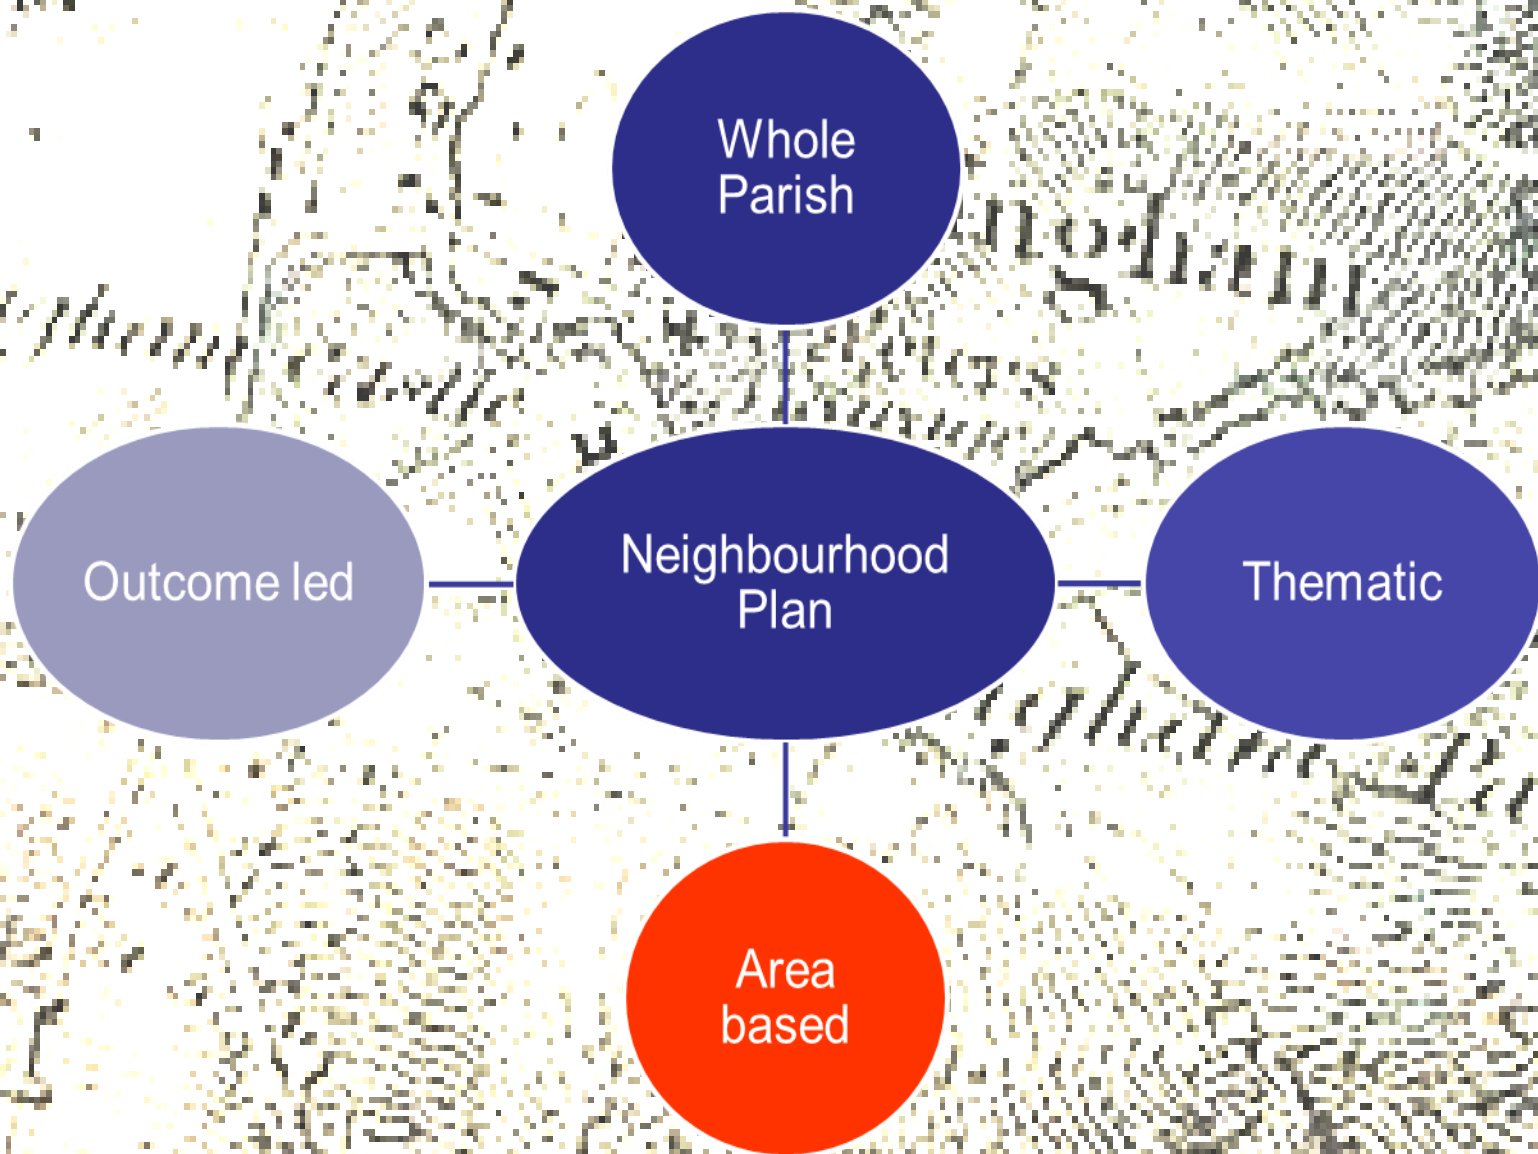 Whole
Parish
Outcome led
Neighbourhood
Plan
Thematic
Area
based